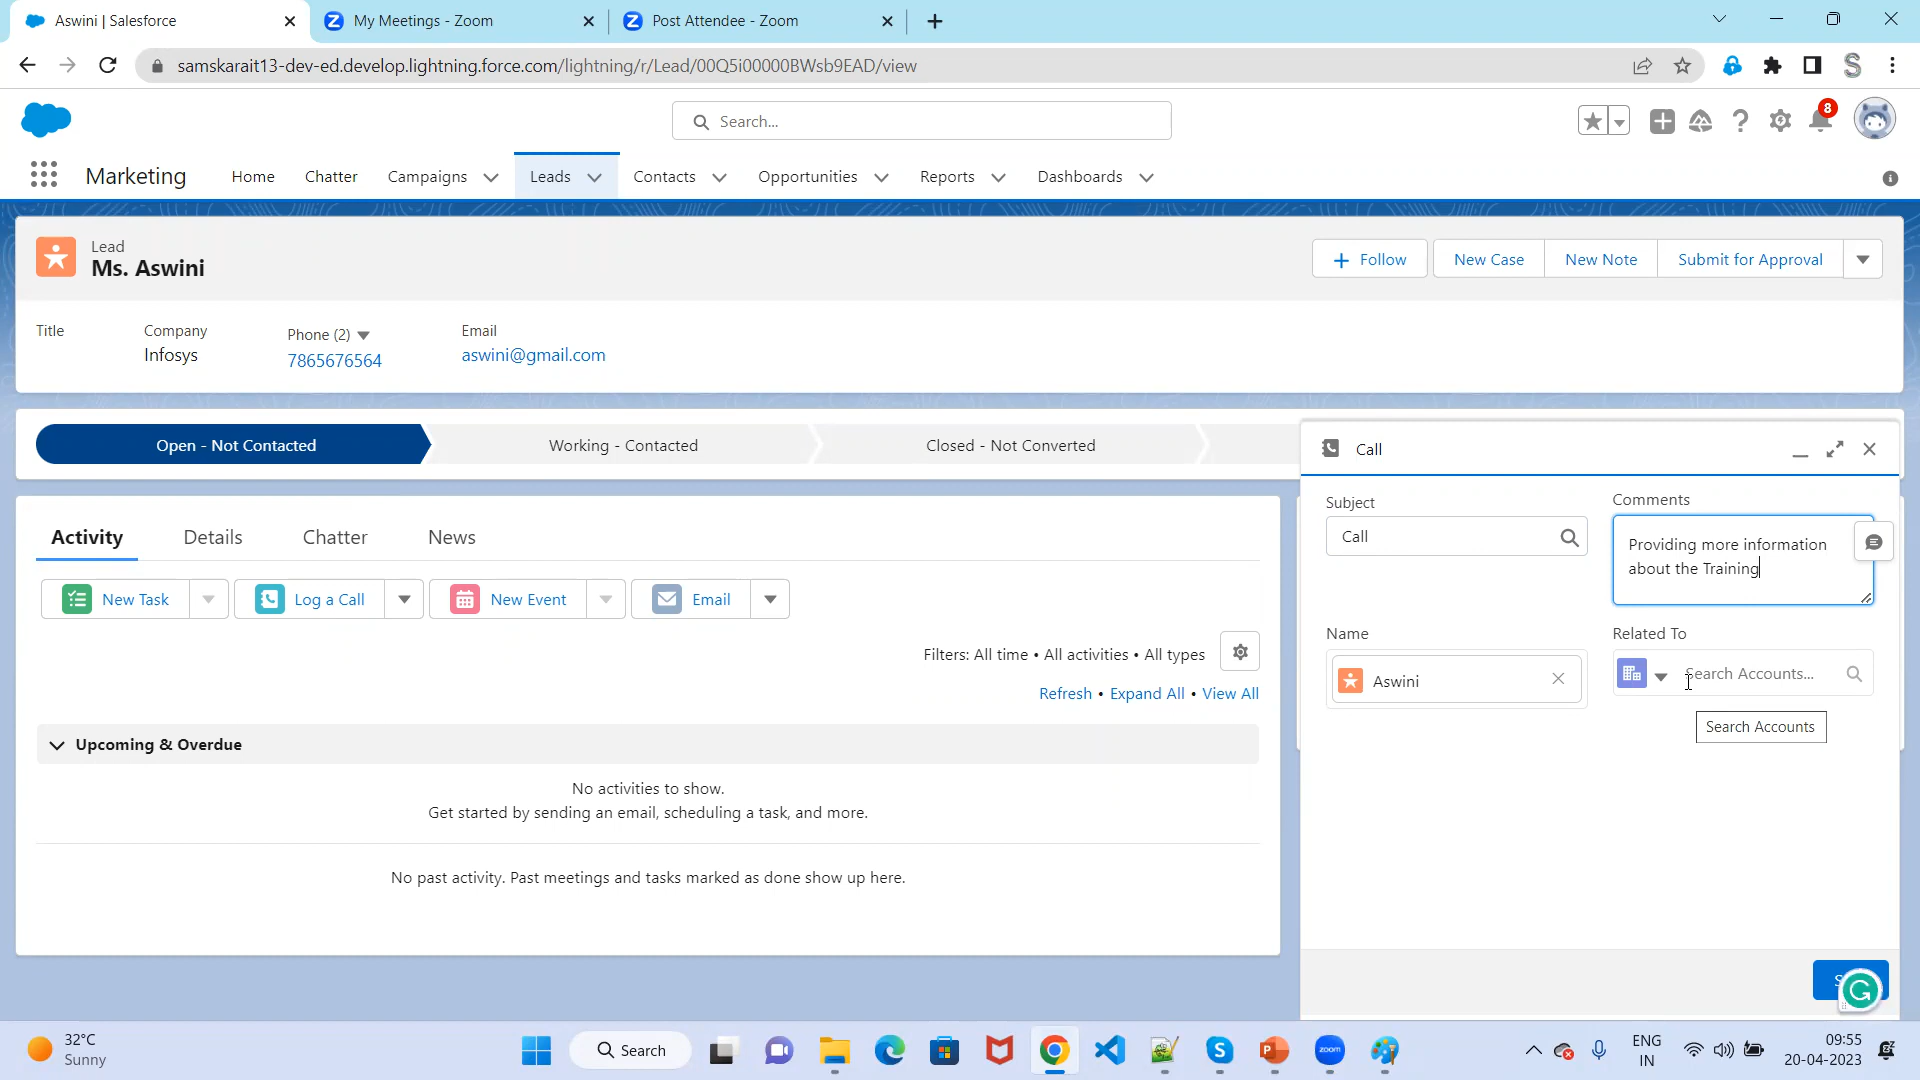 Aswini | Salesforce
My Meetings - Zoom
Post Attendee - Zoom
samskarait13-dev-ed.develop.lightning.force.com/lightning/r/Lead/00Q5i00000BWsb9EAD/view
Search...
8
Marketing
Home
Chatter
Campaigns
Leads
Contacts
Opportunities
Reports
Dashboards
Lead
Ms. Aswini
Follow
New Case
New Note
Submit for Approval
Title
Company
Infosys
Phone (2)
7865676564
Email
aswini@gmail.com
Open - Not Contacted
Working - Contacted
Closed - Not Converted
Call
Subject
Call
Comments
Providing more information
about the Training
Name
Aswini
Related To
Search Accounts...
Search Accounts
Activity
Details
Chatter
News
New Task
Log a Call
New Event
Email
Filters: All time • All activities • All types
Refresh • Expand All • View All
Upcoming & Overdue
No activities to show.
Get started by sending an email, scheduling a task, and more.
No past activity. Past meetings and tasks marked as done show up here.
32°C
Sunny
Search
zoom
ENG
IN
09:55
20-04-2023